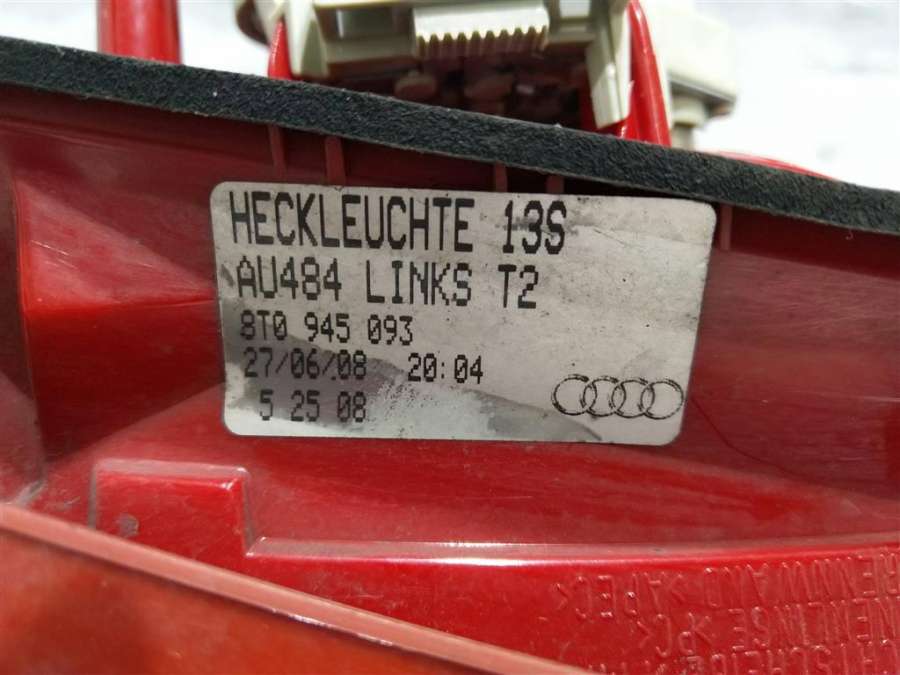 HECKLEUCHTE 13S
AU484 LINKS T2
8T0 945 093
27/06/08 20:04
5 25 08